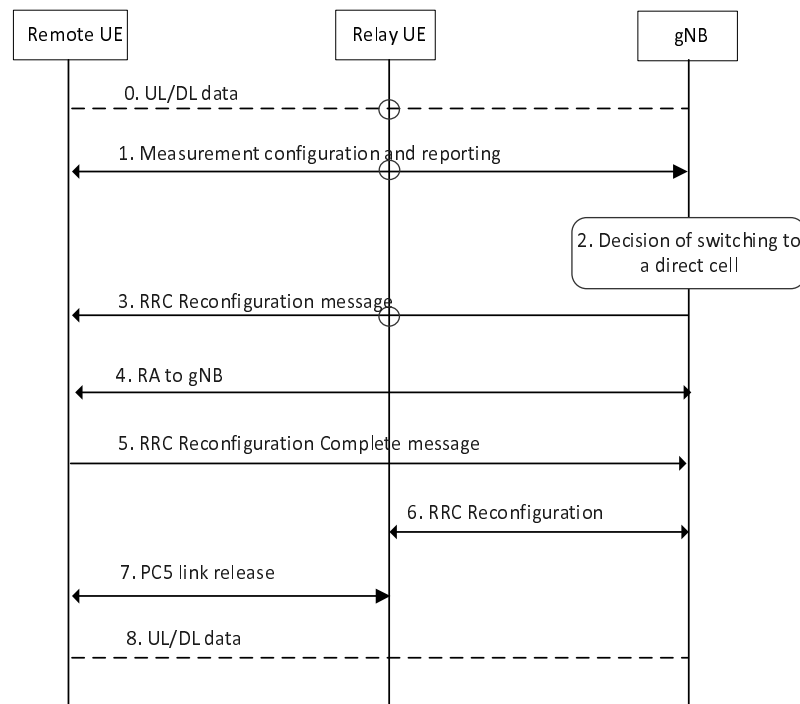 Remote UE
Relay UE
gNB
0. UL/DL data
1. Measurement configuration and reporting
2. Decision of switching to
a direct cell
3. RRC Reconfiguration message
4. RA to gNB
5. RRC Reconfiguration Complete message
6. RRC Reconfiguration
7. PC5 link release
8. UL/DL data